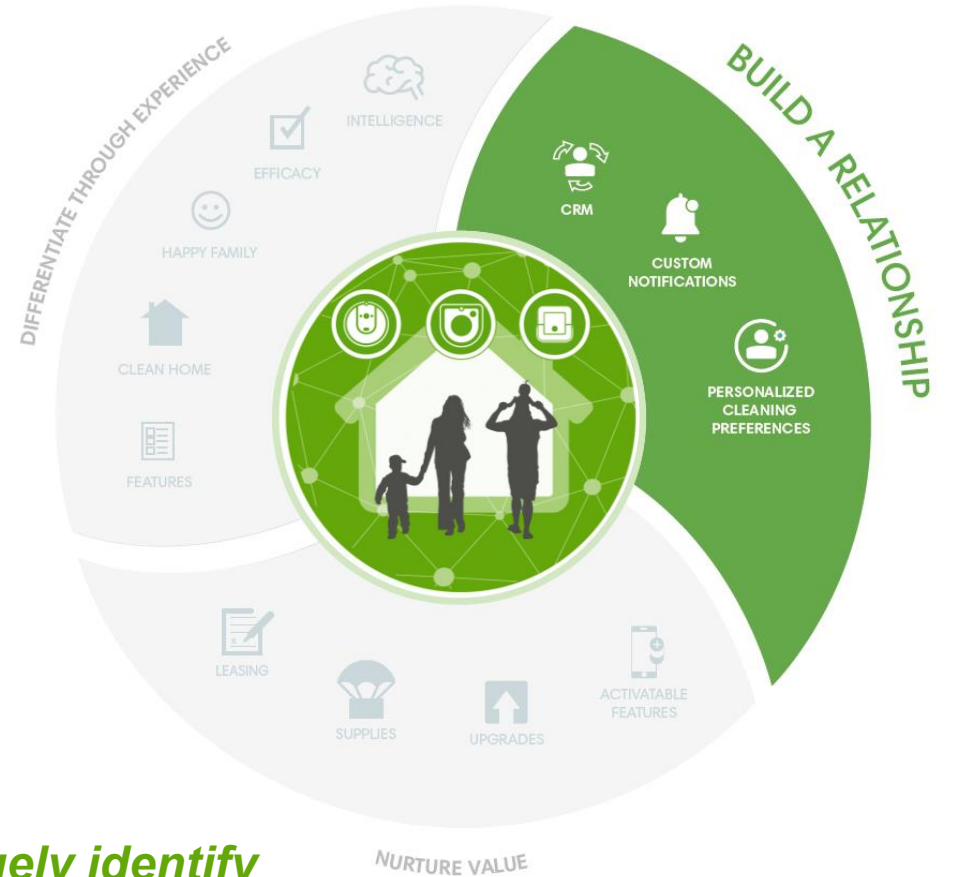 DIFFERENTIATE THROUGH EXPERIENCE
INTELLIGENCE
EFFICACY
HAPPY FAMILY
CLEAN HOME
FEATURES
BUILD A RELATIONSHIP
CRM
CUSTOM
NOTIFICATIONS
PERSONALIZED
CLEANING
PREFERENCES
LEASING
SUPPLIES
UPGRADES
ACTIVATABLE
FEATURES
NURTURE VALUE
identify